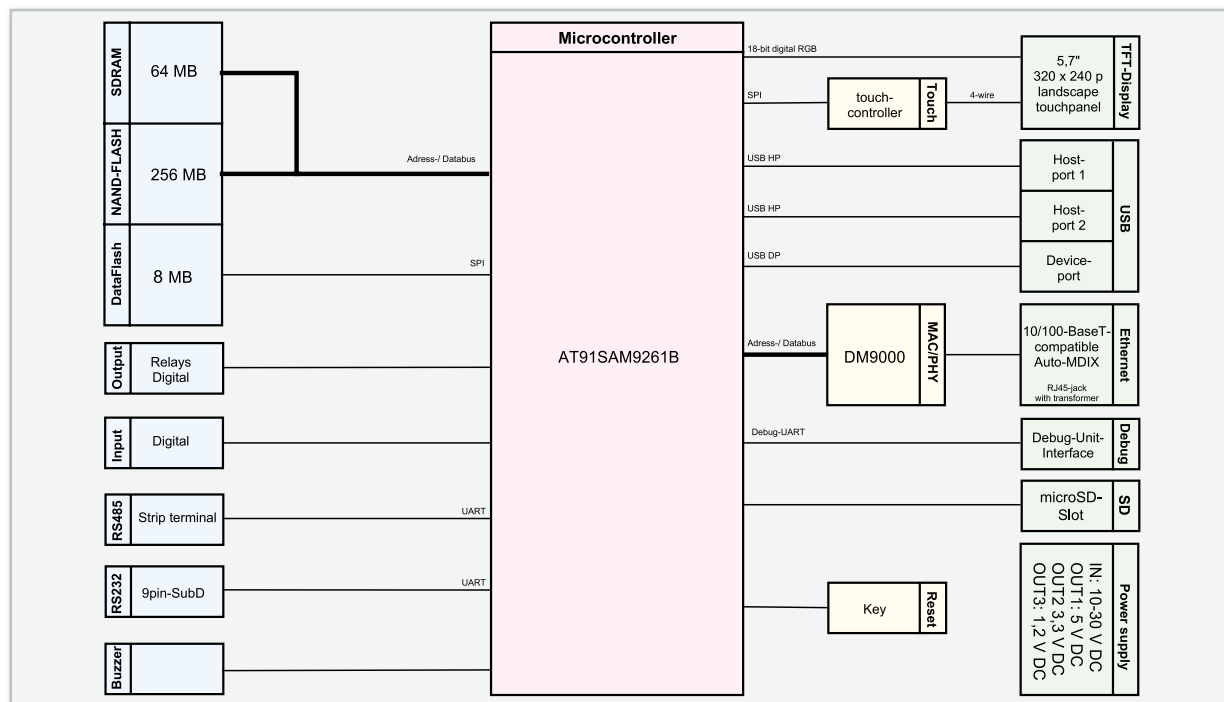 SDRAM
64 MB
NAND-FLASH
256 MB
Adress-/ Databus
DataFlash
8 MB
SPI
Output
Relays
Digital
Input
Digital
RS485
Strip terminal
UART
RS232
9pin-SubD
UART
Buzzer
Microcontroller
AT91SAM9261B
18-bit digital RGB
5,7"
320 x 240 p
landscape
touchpanel
TFT-Display
SPI
touch-
controller
Touch
4-wire
USB HP
Host-
port 1
USB HP
Host-
port 2
USB DP
Device-
port
USB
Adress-/ Databus
DM9000
MAC/PHY
10/100-BaseT-
compatible
Auto-MDIX
RJ45-jack
with transformer
Ethernet
Debug-UART
Debug-Unit-
Interface
Debug
microSD-
Slot
SD
Key
Reset
IN: 10-30 V DC
OUT1: 5 V DC
OUT2 3,3 V DC
OUT3: 1,2 V DC
Power supply